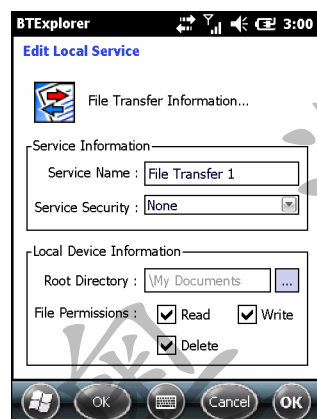 BTExplorer 3:00
Edit Local Service
File Transfer Information...
Service Information
Service Name : File Transfer 1
Service Security : None
Local Device Information
Root Directory : \My Documents ...
File Permissions : Read Write
Delete
OK Cancel OK